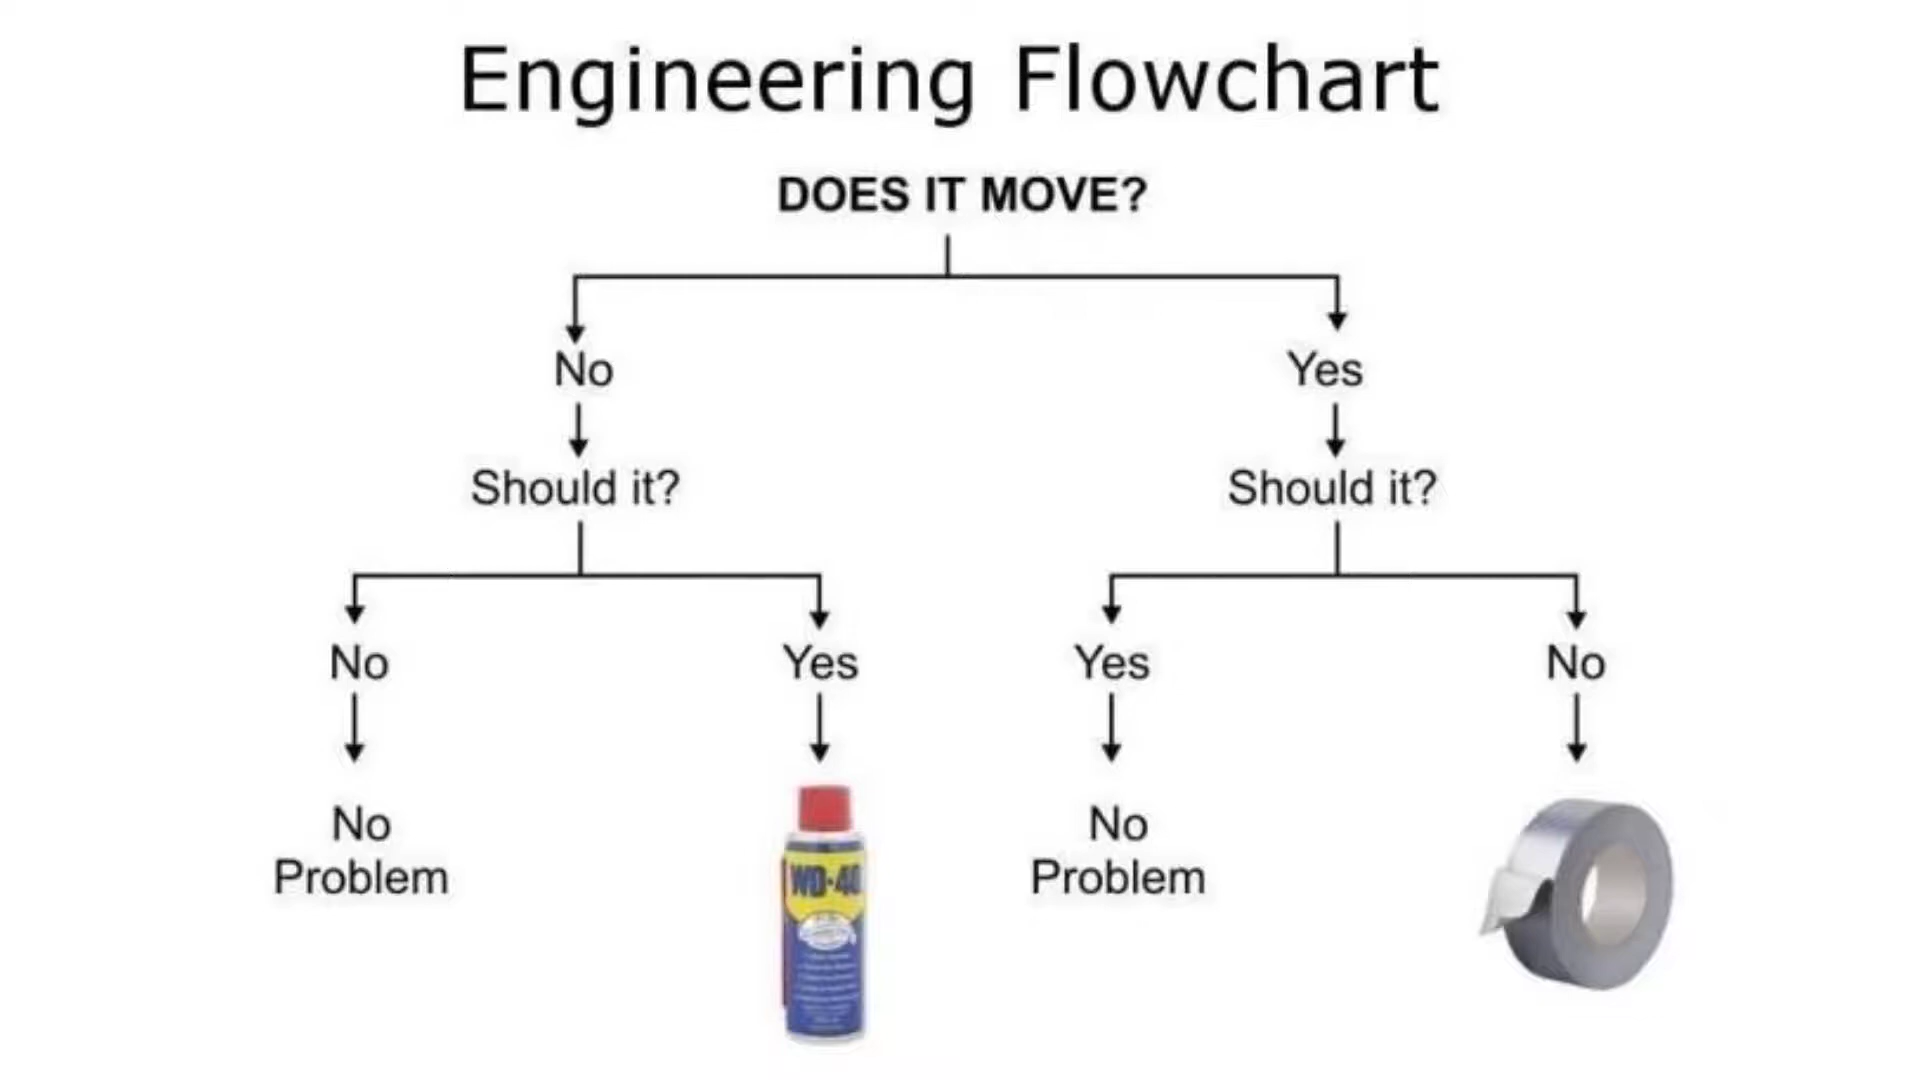 Engineering Flowchart
DOES IT MOVE?
No
Yes
Should it?
Should it?
No
Yes
Yes
No
No
Problem
No
Problem
WD-40